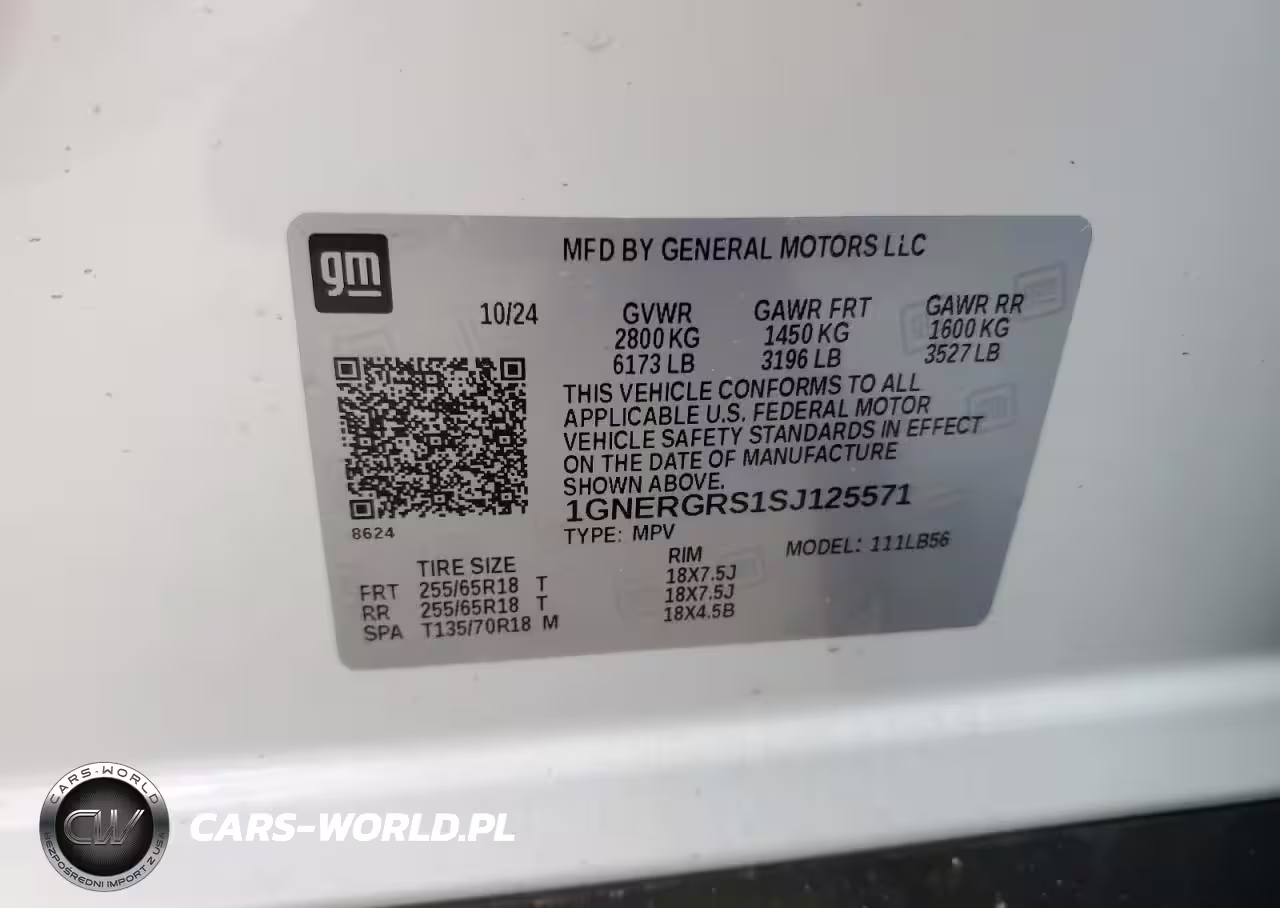 gm
MFD BY GENERAL MOTORS LLC
10/24 GVWR GAWR FRT GAWR RR
2800 KG 1450 KG 1600 KG
6173 LB 3196 LB 3527 LB
THIS VEHICLE CONFORMS TO ALL
APPLICABLE U.S. FEDERAL MOTOR
VEHICLE SAFETY STANDARDS IN EFFECT
ON THE DATE OF MANUFACTURE
SHOWN ABOVE.
1GNERGRS1SJ125571
8624
TYPE: MPV MODEL: 111LB56
TIRE SIZE RIM
FRT 255/65R18 T 18X7.5J
RR 255/65R18 T 18X7.5J
SPA T135/70R18 M 18X4.5B
CARS-WORLD
CW
BEZPOŚREDNI IMPORT Z USA
CARS-WORLD.PL